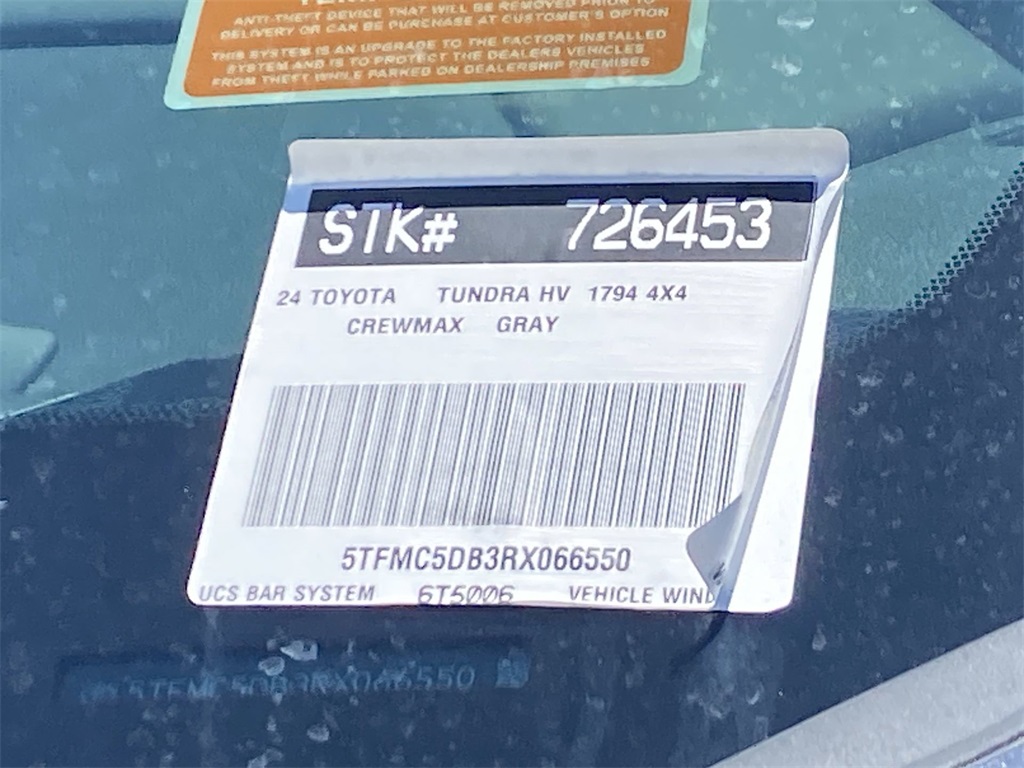 ANTI-THEFT DEVICE THAT WILL BE REMOVED PRIOR TO
DELIVERY OR CAN BE PURCHASE AT CUSTOMER'S OPTION
THIS SYSTEM IS AN UPGRADE TO THE FACTORY INSTALLED
SYSTEM AND IS TO PROTECT THE DEALERS VEHICLES
FROM THEFT WHILE PARKED ON DEALERSHIP PREMISES
STK# 726453
24 TOYOTA TUNDRA HV 1794 4X4
CREWMAX GRAY
5TFMC5DB3RX066550
UCS BAR SYSTEM 6T5006 VEHICLE WIND
5TFMC5DB3RX066550